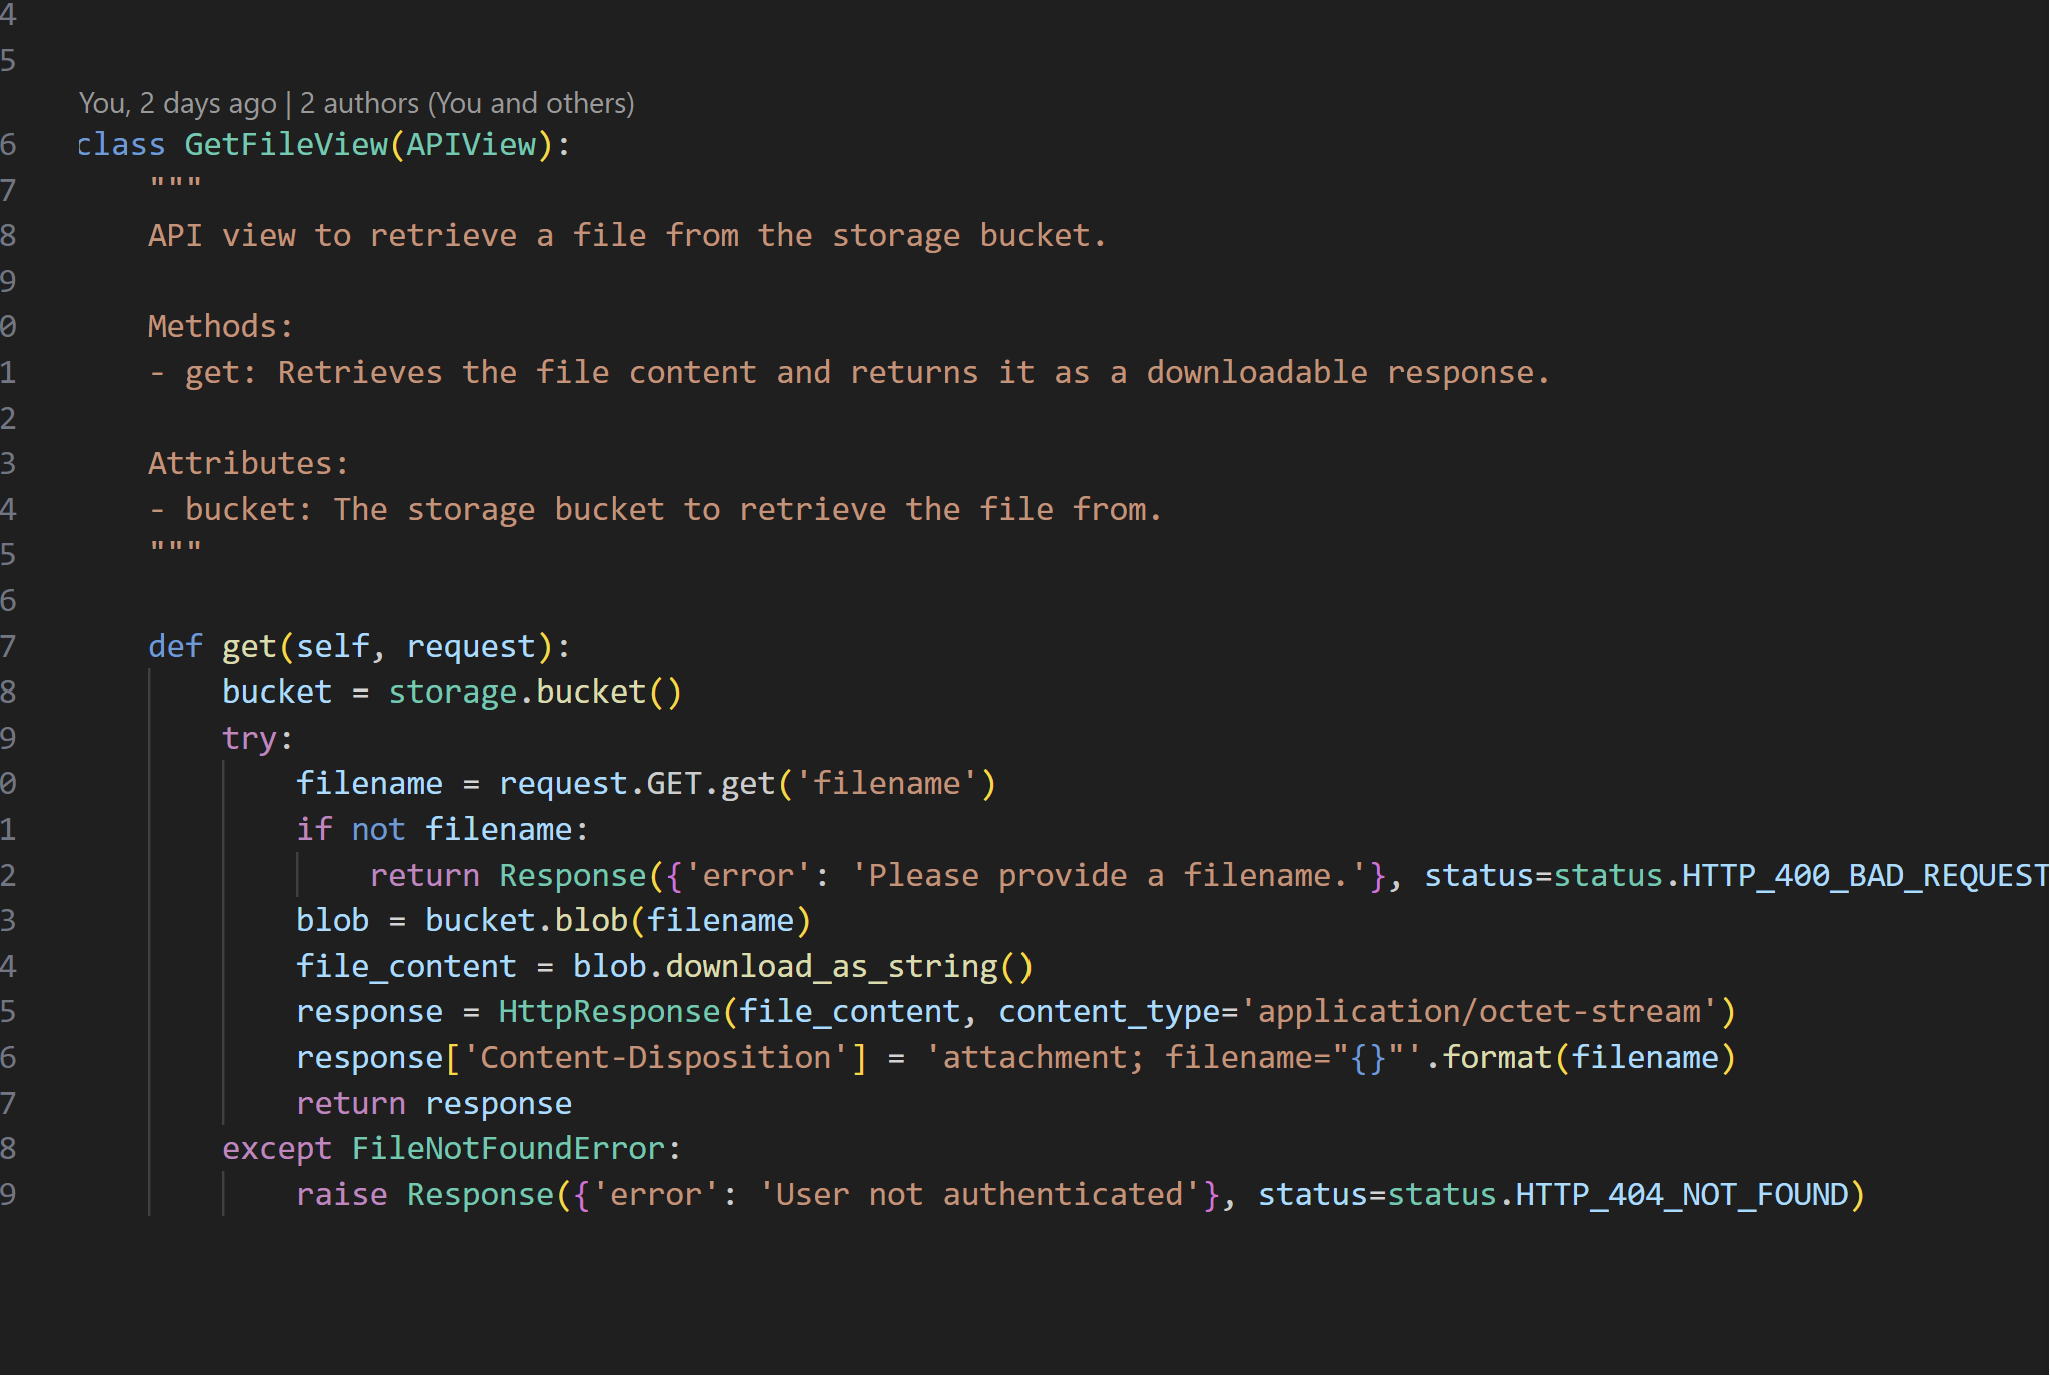 4
5
You, 2 days ago | 2 authors (You and others)
6 class GetFileView(APIView):
7     """
8     API view to retrieve a file from the storage bucket.
9
0     Methods:
1     - get: Retrieves the file content and returns it as a downloadable response.
2
3     Attributes:
4     - bucket: The storage bucket to retrieve the file from.
5     """
6
7     def get(self, request):
8         bucket = storage.bucket()
9         try:
0             filename = request.GET.get('filename')
1             if not filename:
2                 return Response({'error': 'Please provide a filename.'}, status=status.HTTP_400_BAD_REQUEST
3             blob = bucket.blob(filename)
4             file_content = blob.download_as_string()
5             response = HttpResponse(file_content, content_type='application/octet-stream')
6             response['Content-Disposition'] = 'attachment; filename="{}"'.format(filename)
7             return response
8         except FileNotFoundError:
9             raise Response({'error': 'User not authenticated'}, status=status.HTTP_404_NOT_FOUND)